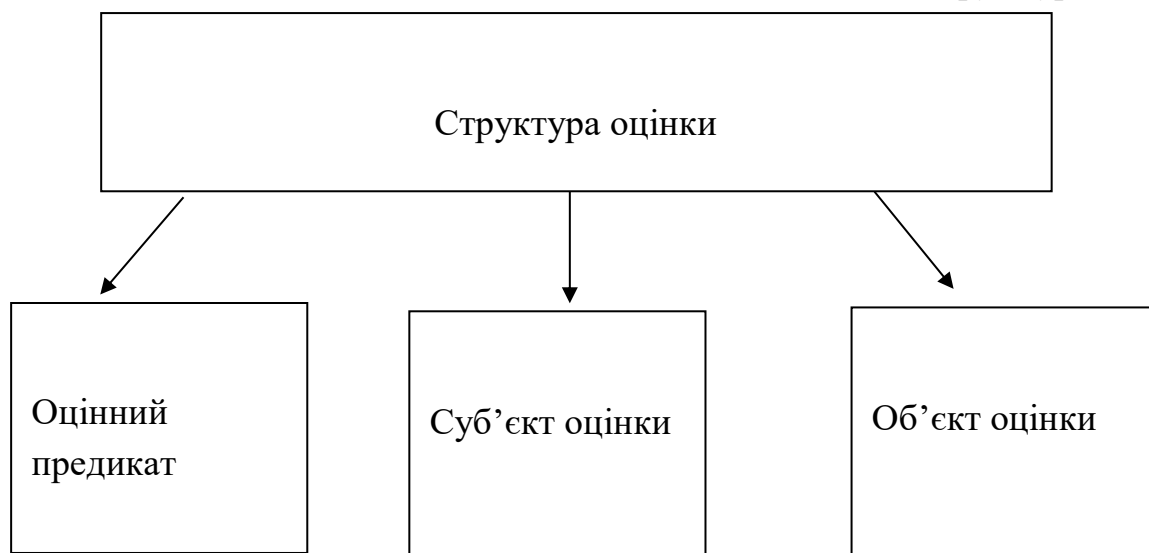 Структура оцінки
Оцінний
предикат
Суб’єкт оцінки
Об’єкт оцінки